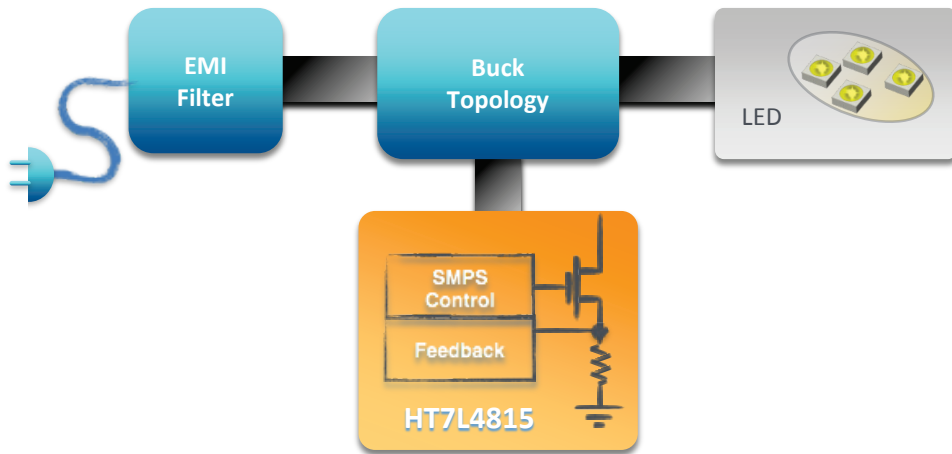 EMI
Filter
Buck
Topology
LED
SMPS
Control
Feedback
HT7L4815